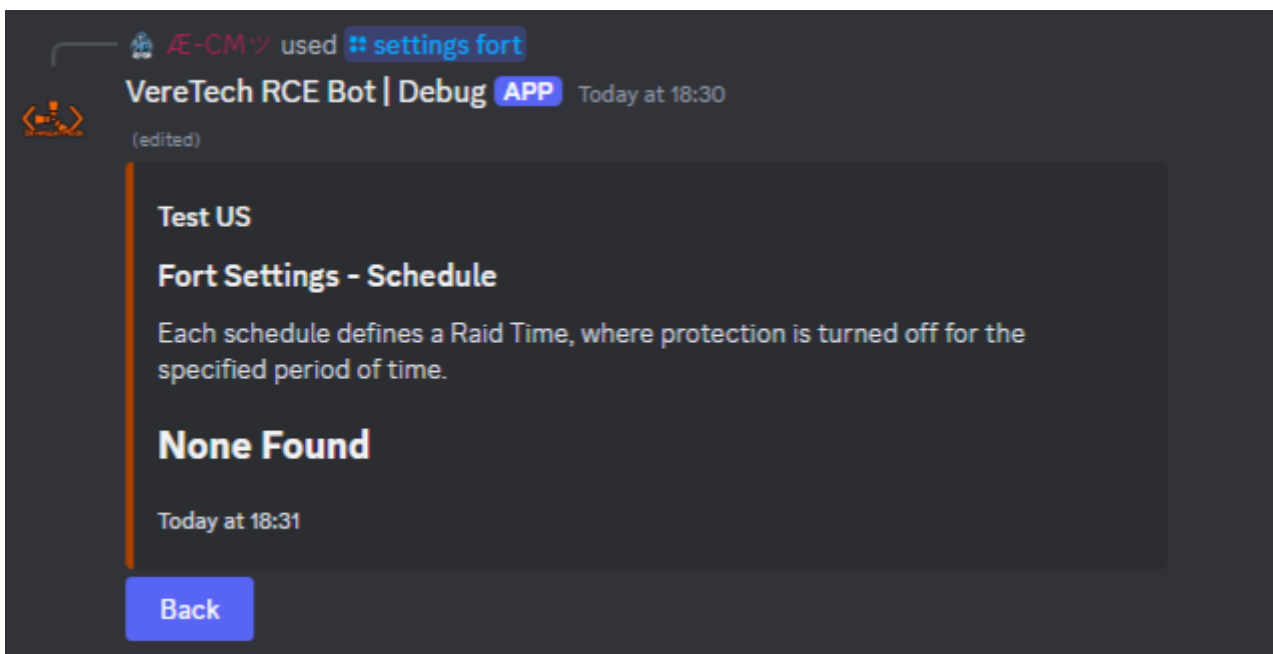 Æ-CMツ used settings fort
VereTech RCE Bot | Debug APP Today at 18:30
(edited)
Test US
Fort Settings - Schedule
Each schedule defines a Raid Time, where protection is turned off for the
specified period of time.
None Found
Today at 18:31
Back